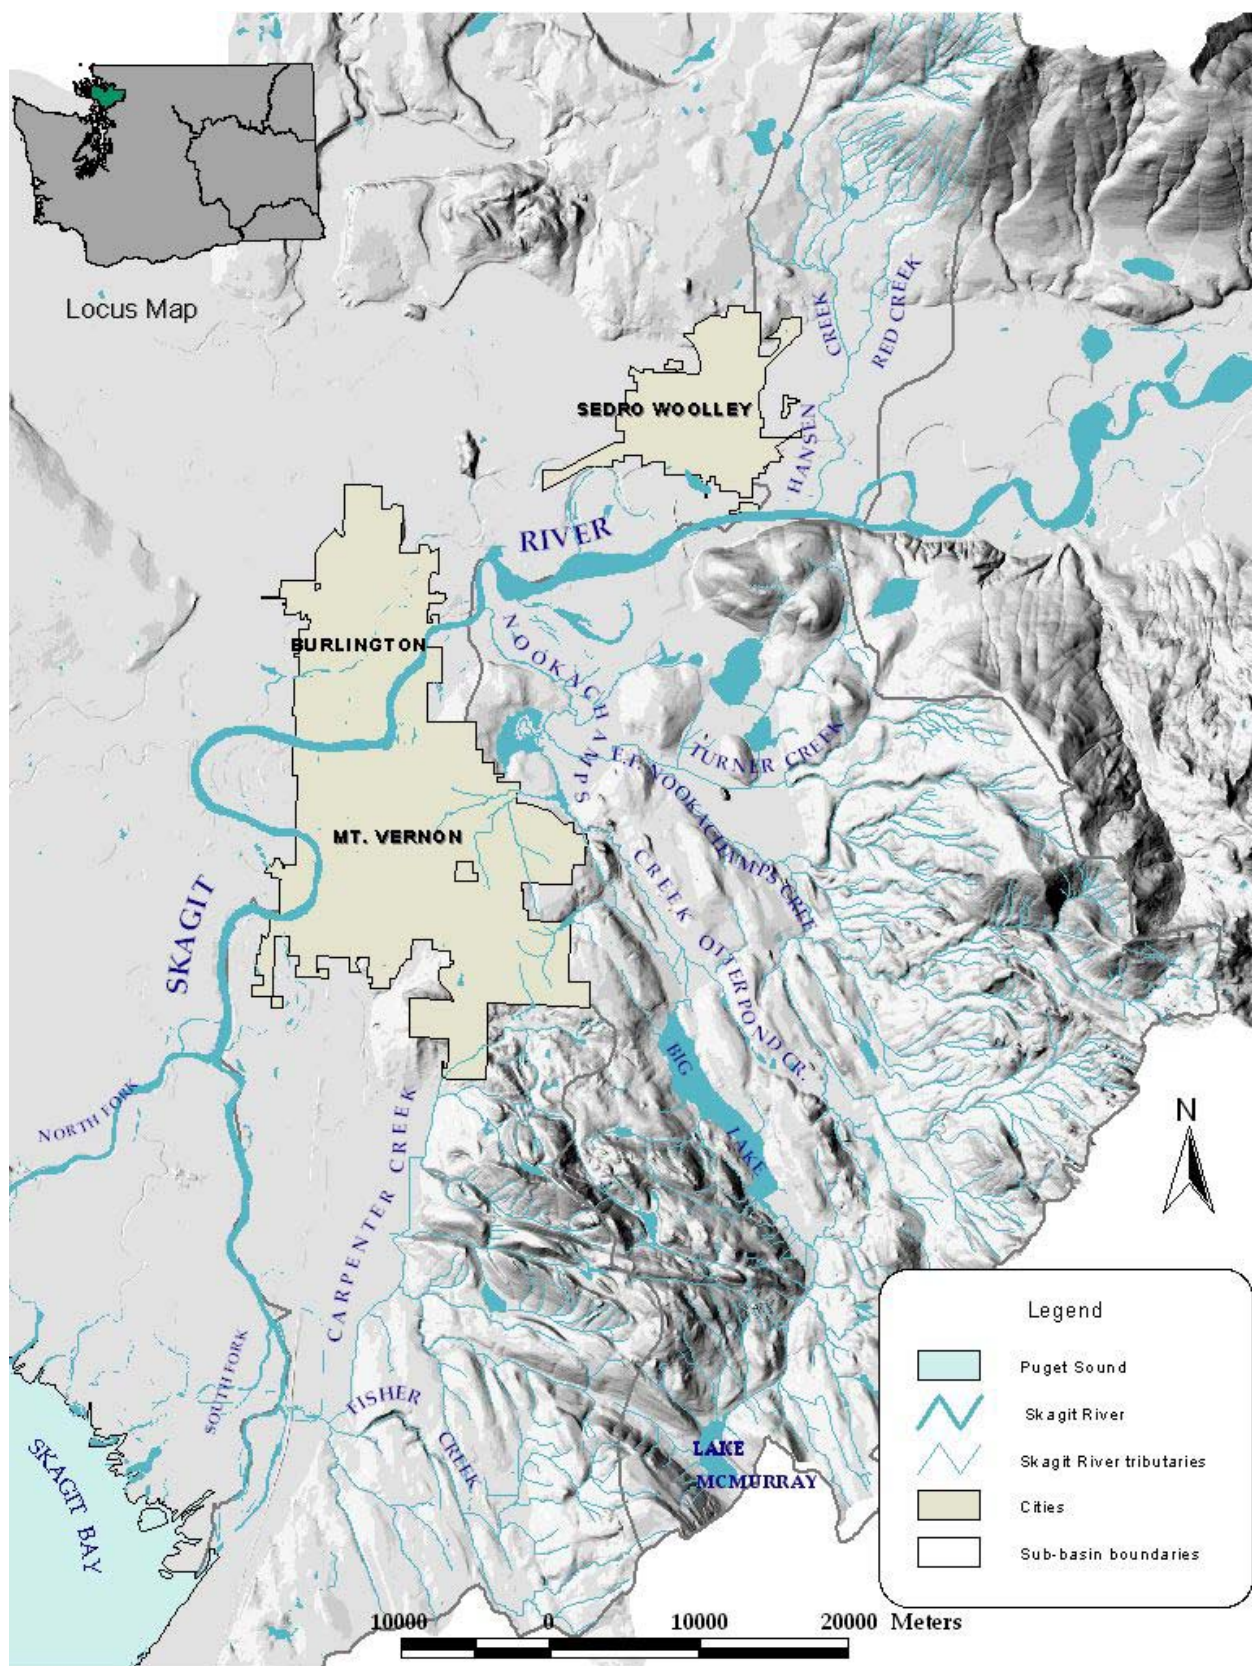 Locus Map
CREEK
RED CREEK
SEDRO WOOLLEY
HANSEN
RIVER
NOOKACHAMPS
BURLINGTON
TURNER CREEK
E.F. NOOKACHAMPS CREE
MT. VERNON
CREEK
SKAGIT
OTTER POND CR.
BIG
LAKE
NORTH FORK
CARPENTER CREEK
N
Legend
Puget Sound
Skagit River
Skagit River tributaries
Cities
Sub-basin boundaries
SOUTH FORK
FISHER
CREEK
LAKE
MCMURRAY
SKAGIT BAY
10000 0 10000 20000 Meters